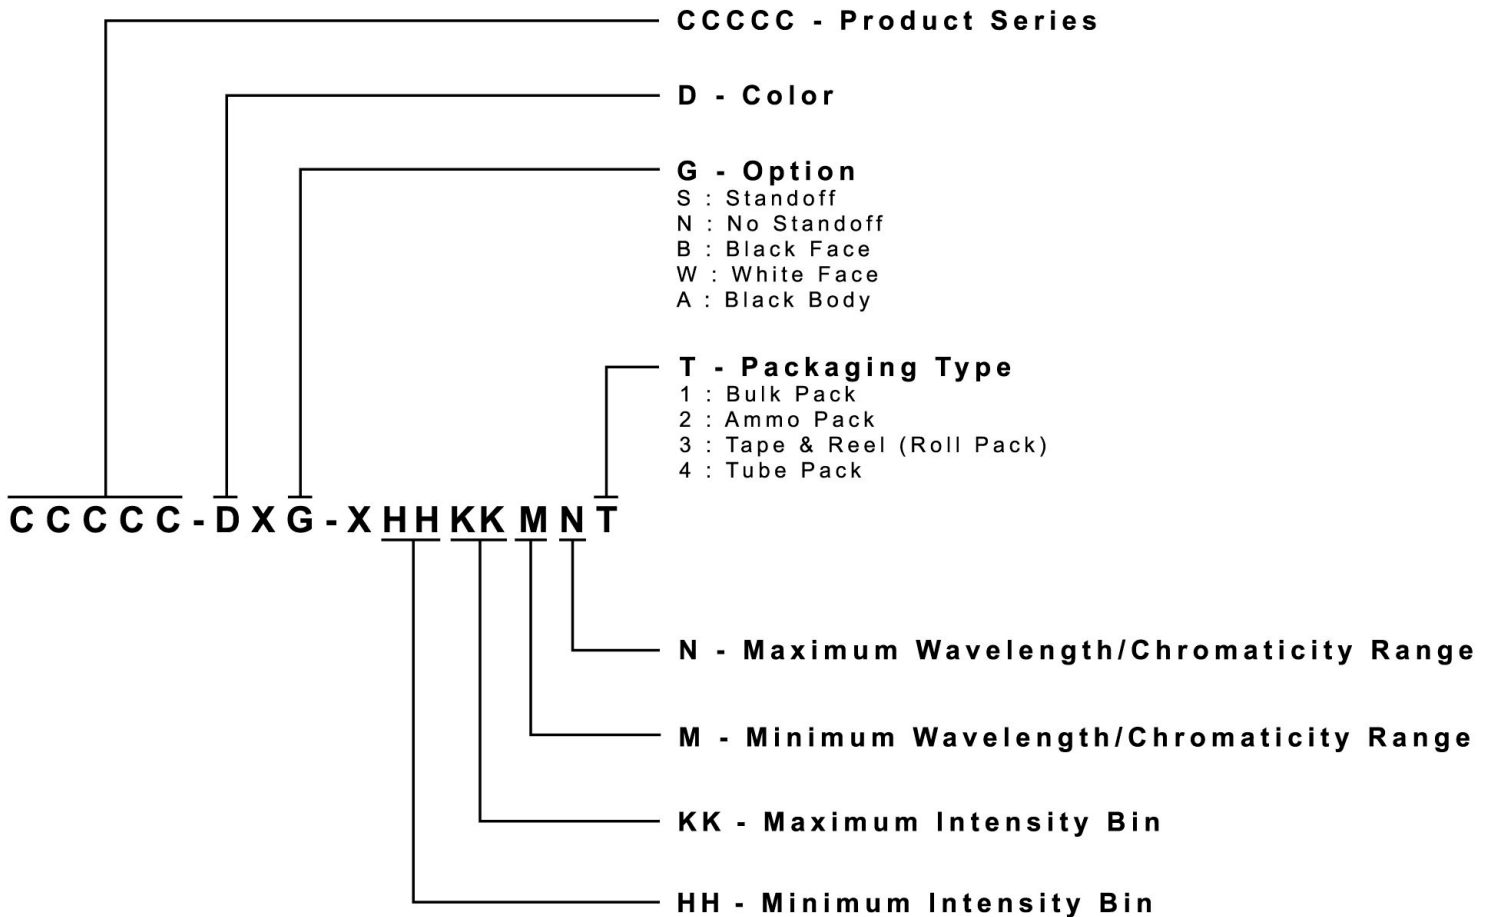 CCCCC - Product Series
D - Color
G - Option
S : Standoff
N : No Standoff
B : Black Face
W : White Face
A : Black Body
T - Packaging Type
1 : Bulk Pack
2 : Ammo Pack
3 : Tape & Reel (Roll Pack)
4 : Tube Pack
CCCCC-DXG-XHHKKMNT
N - Maximum Wavelength/Chromaticity Range
M - Minimum Wavelength/Chromaticity Range
KK - Maximum Intensity Bin
HH - Minimum Intensity Bin